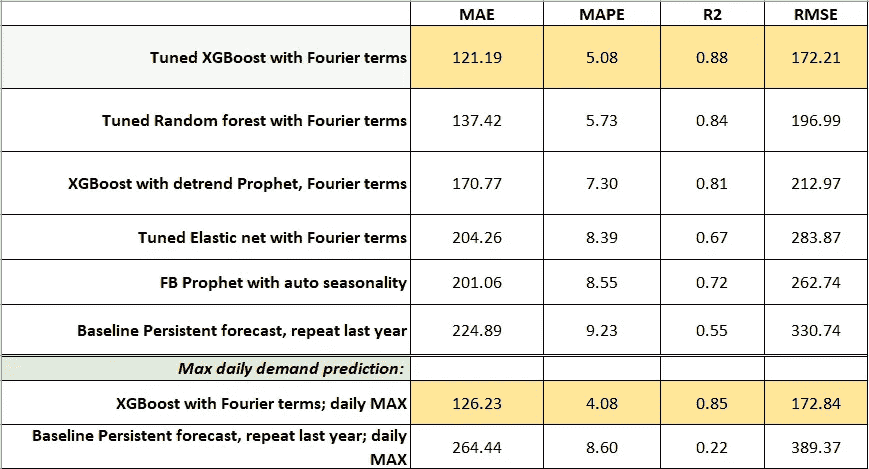 MAE MAPE R2 RMSE
Tuned XGBoost with Fourier terms 121.19 5.08 0.88 172.21
Tuned Random forest with Fourier terms 137.42 5.73 0.84 196.99
XGBoost with detrend Prophet, Fourier terms 170.77 7.30 0.81 212.97
Tuned Elastic net with Fourier terms 204.26 8.39 0.67 283.87
FB Prophet with auto seasonality 201.06 8.55 0.72 262.74
Baseline Persistent forecast, repeat last year 224.89 9.23 0.55 330.74
Max daily demand prediction:
XGBoost with Fourier terms; daily MAX 126.23 4.08 0.85 172.84
Baseline Persistent forecast, repeat last year; daily
MAX 264.44 8.60 0.22 389.37